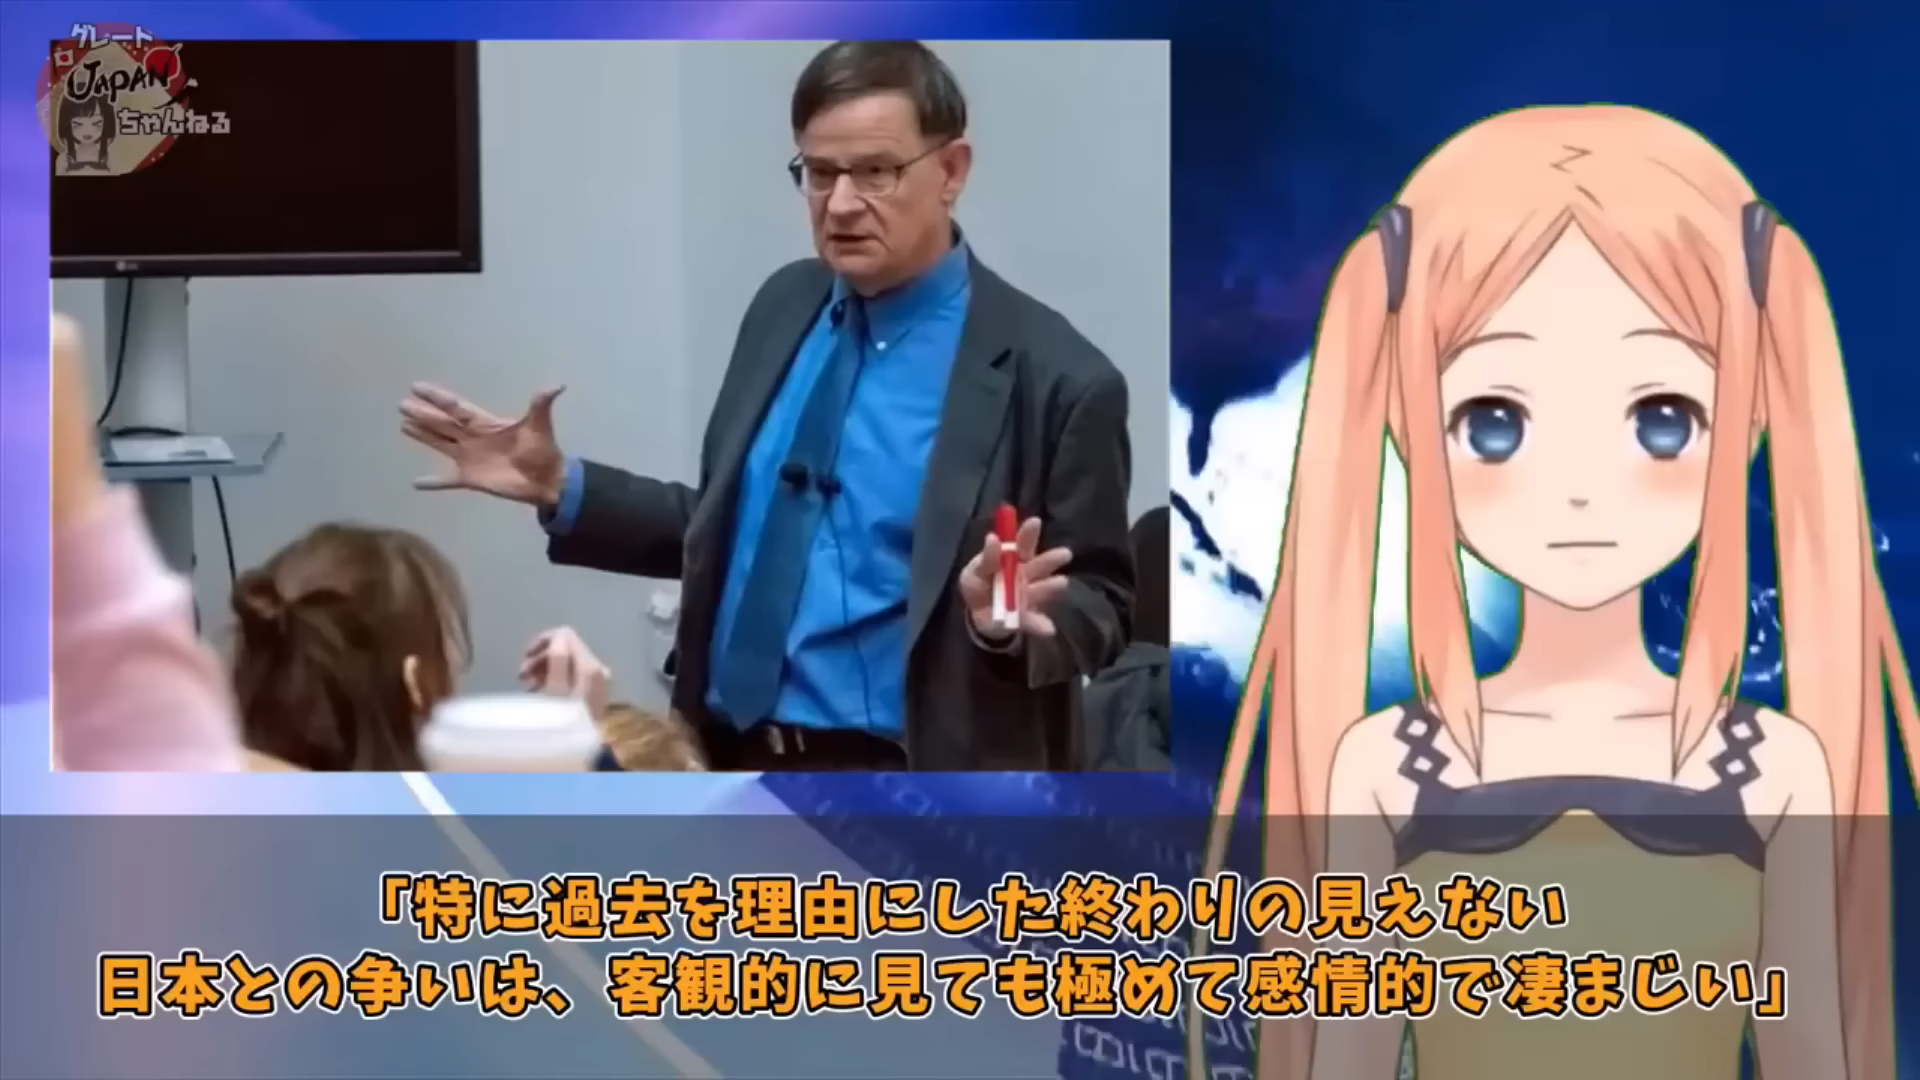 グレート
JAPAN
ちゃんねる
LG
「特に過去を理由にした終わりの見えない
日本との争いは、客観的に見ても極めて感情的で凄まじい」